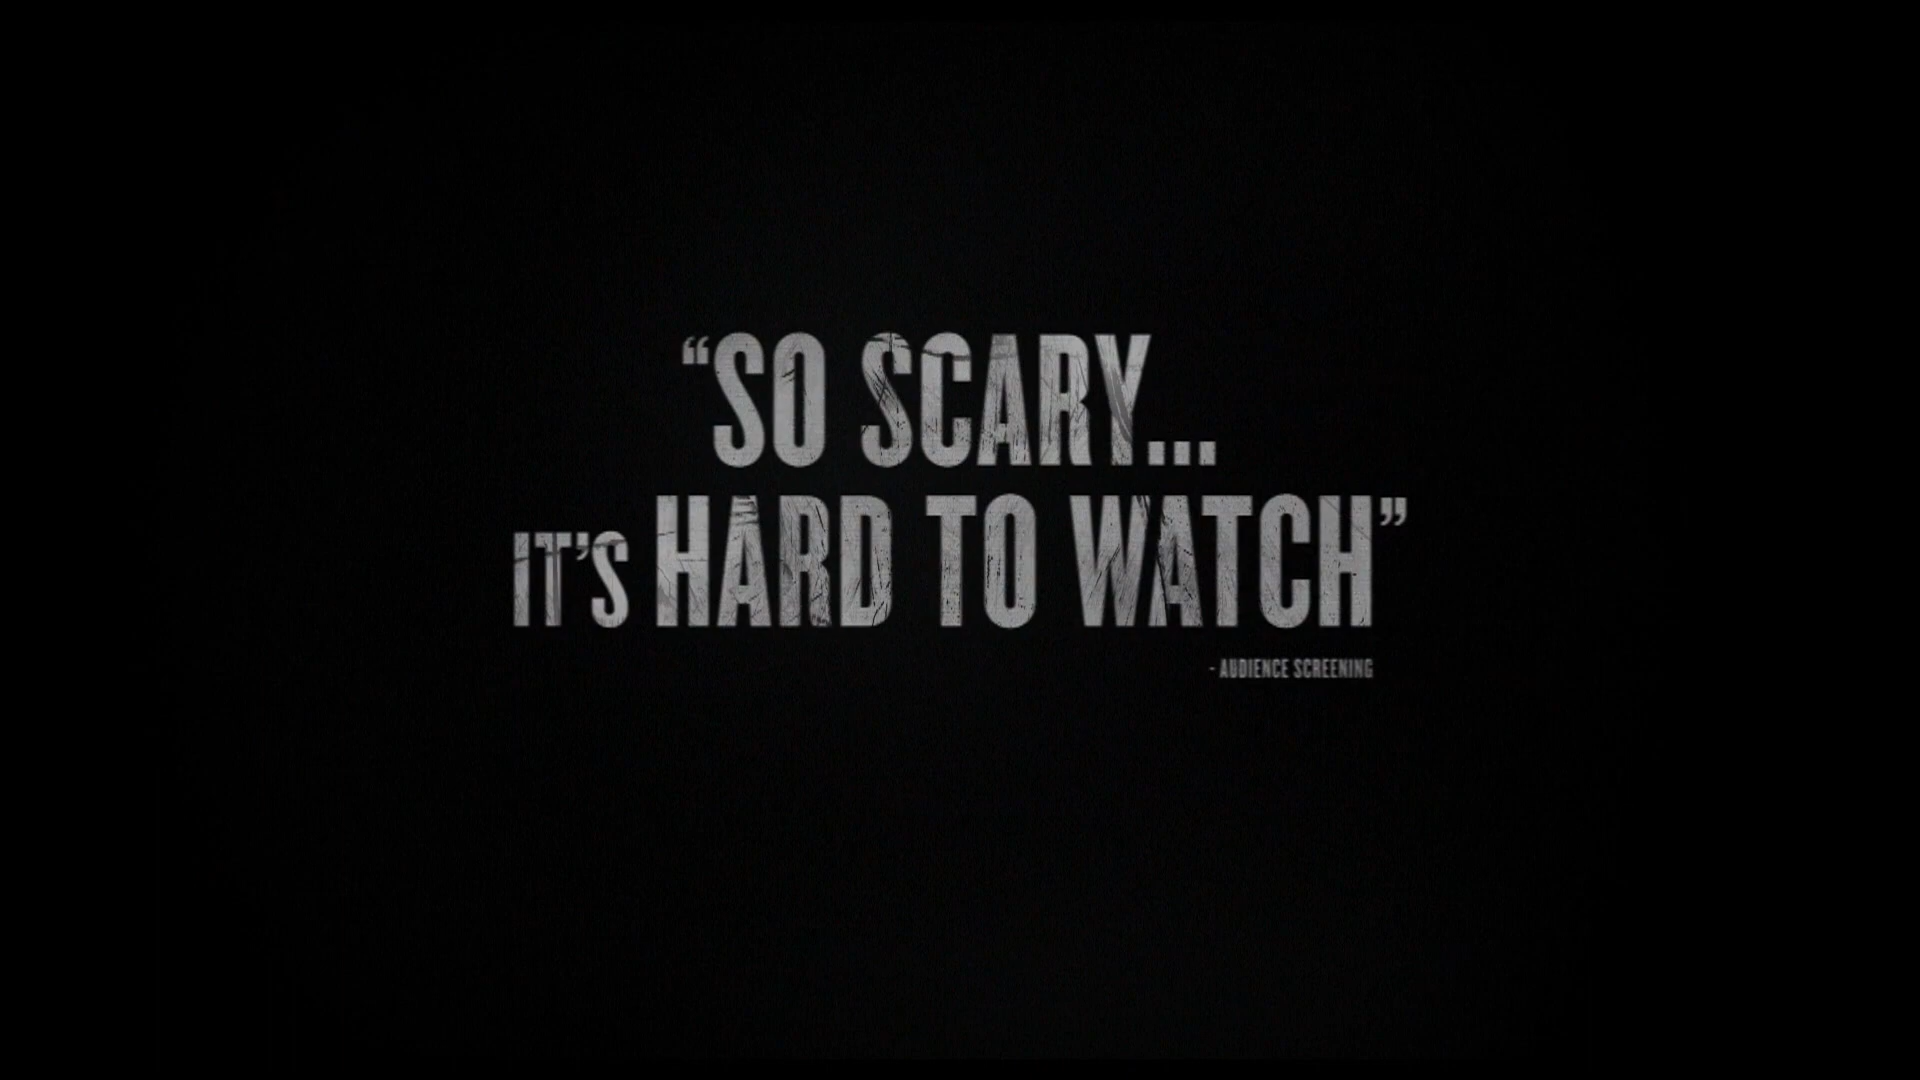 “SO SCARY...
IT’S HARD TO WATCH”
- AUDIENCE SCREENING